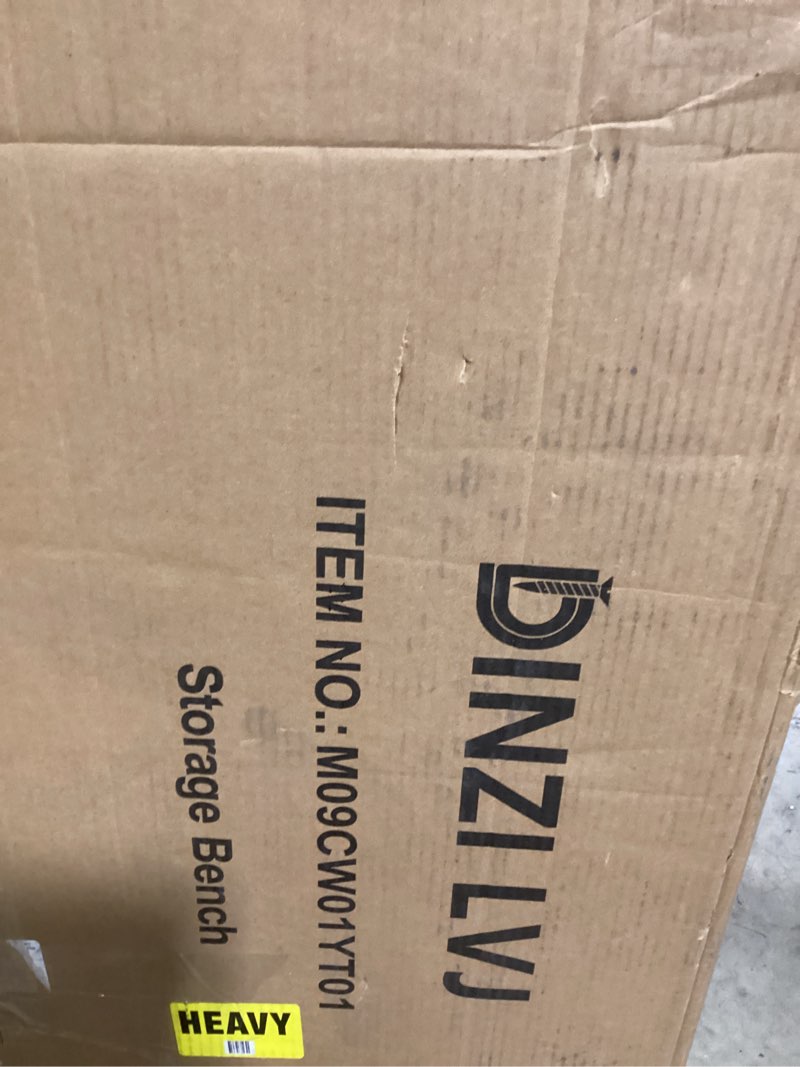 DINZI LVJ
ITEM NO.: M09CW01YT01
Storage Bench
HEAVY